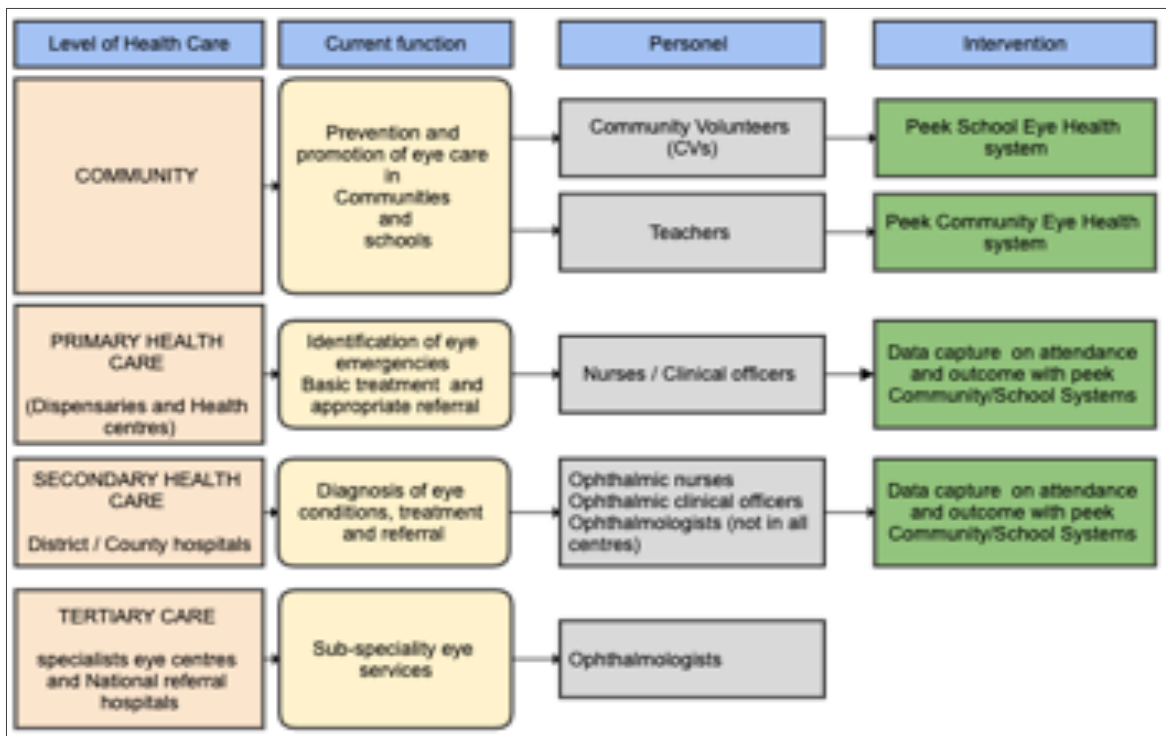 Level of Health Care
Current function
Personel
Intervention
COMMUNITY
Prevention and
promotion of eye care
in
Communities
and
schools
Community Volunteers
(CVs)
Peek School Eye Health
system
Teachers
Peek Community Eye Health
system
PRIMARY HEALTH
CARE
(Dispensaries and Health
centres)
Identification of eye
emergencies
Basic treatment and
appropriate referral
Nurses / Clinical officers
Data capture on attendance
and outcome with peek
Community/School Systems
SECONDARY HEALTH
CARE
District / County hospitals
Diagnosis of eye
conditions, treatment
and referral
Ophthalmic nurses
Ophthalmic clinical officers
Ophthalmologists (not in all
centres)
Data capture on attendance
and outcome with peek
Community/School Systems
TERTIARY CARE
specialists eye centres
and National referral
hospitals
Sub-speciality eye
services
Ophthalmologists